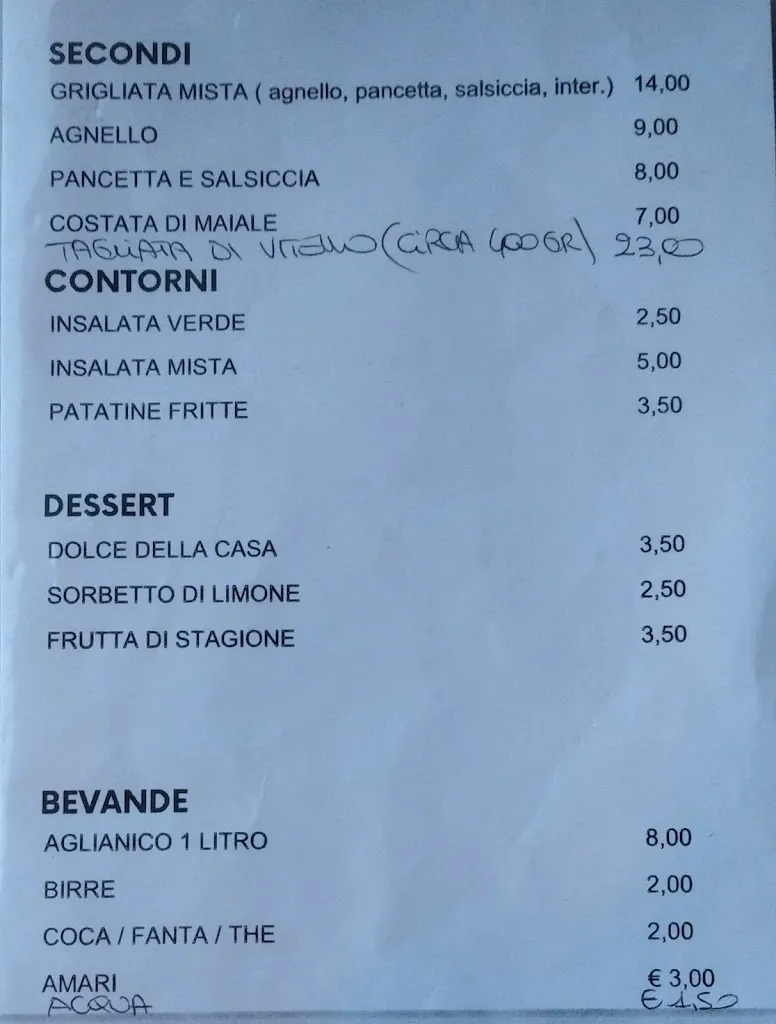 SECONDI
GRIGLIATA MISTA ( agnello, pancetta, salsiccia, inter.) 14,00
AGNELLO 9,00
PANCETTA E SALSICCIA 8,00
COSTATA DI MAIALE 7,00
TAGLIATA DI VITELLO (CIRCA 400 GR) 23,00
CONTORNI
INSALATA VERDE 2,50
INSALATA MISTA 5,00
PATATINE FRITTE 3,50
DESSERT
DOLCE DELLA CASA 3,50
SORBETTO DI LIMONE 2,50
FRUTTA DI STAGIONE 3,50
BEVANDE
AGLIANICO 1 LITRO 8,00
BIRRE 2,00
COCA / FANTA / THE 2,00
AMARI € 3,00
ACQUA € 1,50